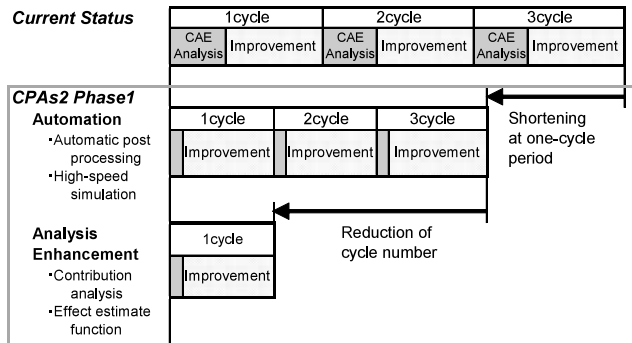 Current Status
1cycle 2cycle 3cycle
CAE Analysis Improvement CAE Analysis Improvement CAE Analysis Improvement
CPAs2 Phase1
Automation
・Automatic post
processing
・High-speed
simulation
1cycle 2cycle 3cycle
Improvement Improvement Improvement
Shortening
at one-cycle
period
Analysis
Enhancement
・Contribution
analysis
・Effect estimate
function
1cycle
Improvement
Reduction of
cycle number